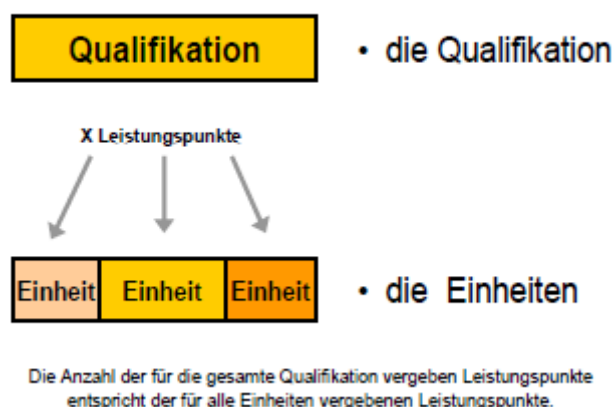 Qualifikation
• die Qualifikation
X Leistungspunkte
Einheit Einheit Einheit
• die Einheiten
Die Anzahl der für die gesamte Qualifikation vergeben Leistungspunkte
entspricht der für alle Einheiten vergebenen Leistungspunkte.